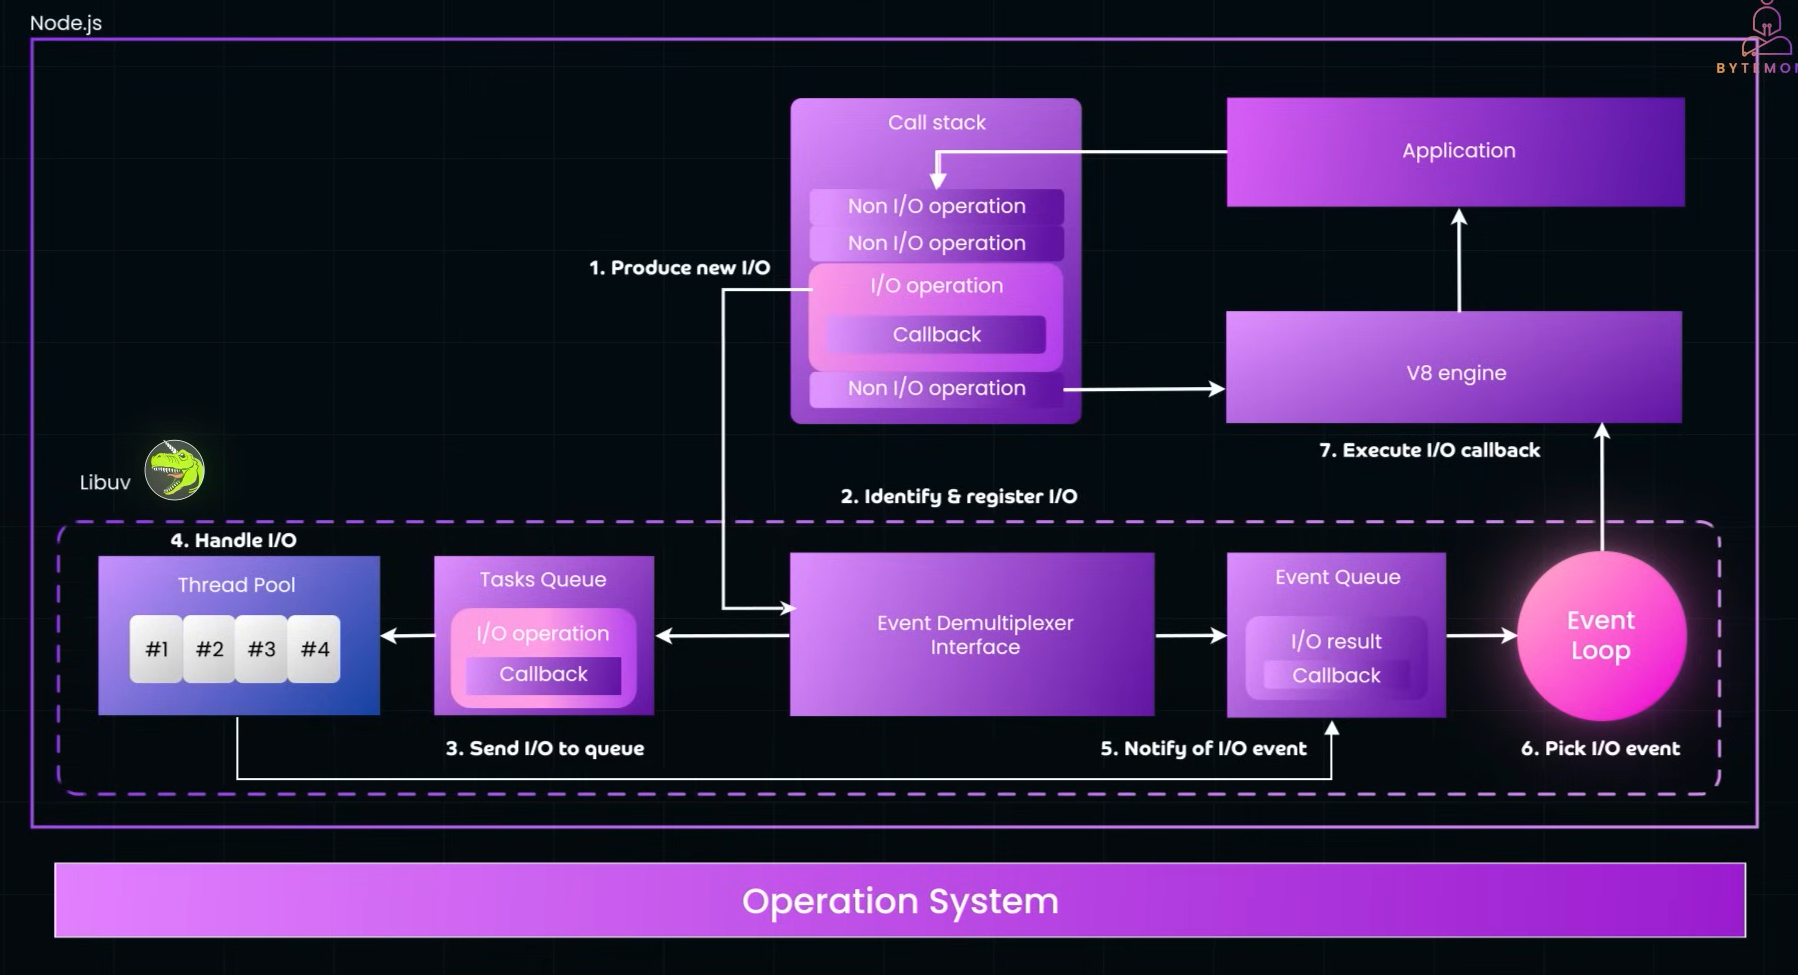 Node.js
BYTEMON
Call stack
Application
Non I/O operation
Non I/O operation
1. Produce new I/O
I/O operation
Callback
Non I/O operation
V8 engine
7. Execute I/O callback
Libuv
2. Identify & register I/O
4. Handle I/O
Thread Pool
#1 #2 #3 #4
Tasks Queue
I/O operation
Callback
Event Demultiplexer
Interface
Event Queue
I/O result
Callback
Event
Loop
3. Send I/O to queue
5. Notify of I/O event
6. Pick I/O event
Operation System